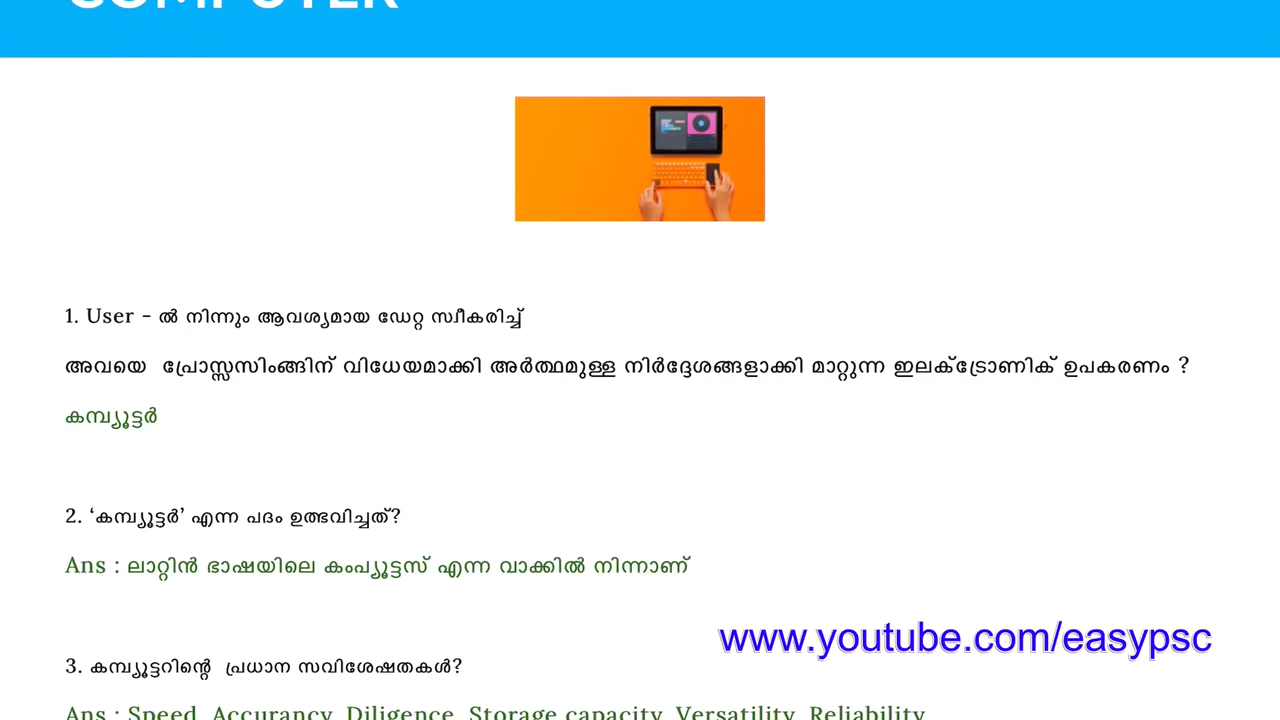 COMPUTER
1. User - ൽ നിന്നും ആവശ്യമായ ഡേറ്റ സ്വീകരിച്ച്
അവയെ പ്രോസ്സസിംങ്ങിന് വിധേയമാക്കി അർത്ഥമുള്ള നിർദ്ദേശങ്ങളാക്കി മാറ്റുന്ന ഇലക്ട്രോണിക് ഉപകരണം ?
കമ്പ്യൂട്ടർ
2. ‘കമ്പ്യൂട്ടർ’ എന്ന പദം ഉത്ഭവിച്ചത്?
Ans : ലാറ്റിൻ ഭാഷയിലെ കംപ്യൂട്ടസ് എന്ന വാക്കിൽ നിന്നാണ്
www.youtube.com/easypsc
3. കമ്പ്യൂട്ടറിന്റെ പ്രധാന സവിശേഷതകൾ?
Ans : Speed, Accurancy, Diligence, Storage capacity, Versatility, Reliability